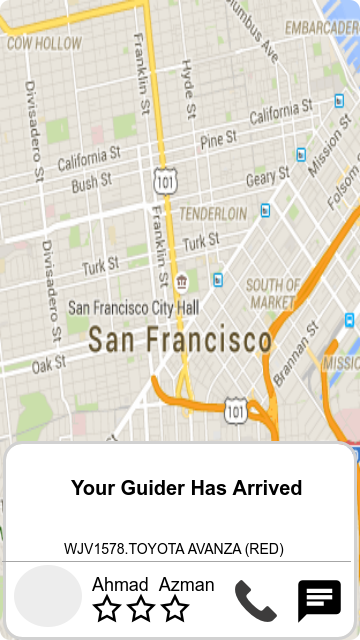 COW HOLLOW
Columbus Ave
EMBARCADER
Franklin St
Hyde St
Divisadero St
California St
Pine St
Mission St
California St
Bush St
Geary St
Folsom
101
TENDERLOIN
Franklin St
Turk St
Divisadero St
Turk St
SOUTH OF
MARKET
San Francisco City Hall
San Francisco
Brannan St
Oak St
MISSIO
101
Your Guider Has Arrived
WJV1578.TOYOTA AVANZA (RED)
Ahmad Azman